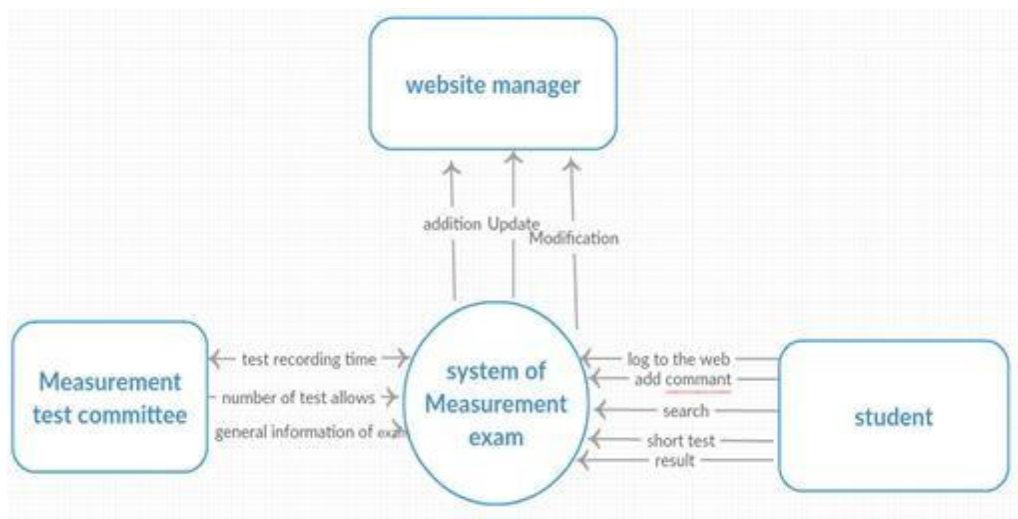 website manager
addition Update
Modification
Measurement
test committee
test recording time
number of test allows
general information of exam
system of
Measurement
exam
log to the web
add commant
search
short test
result
student